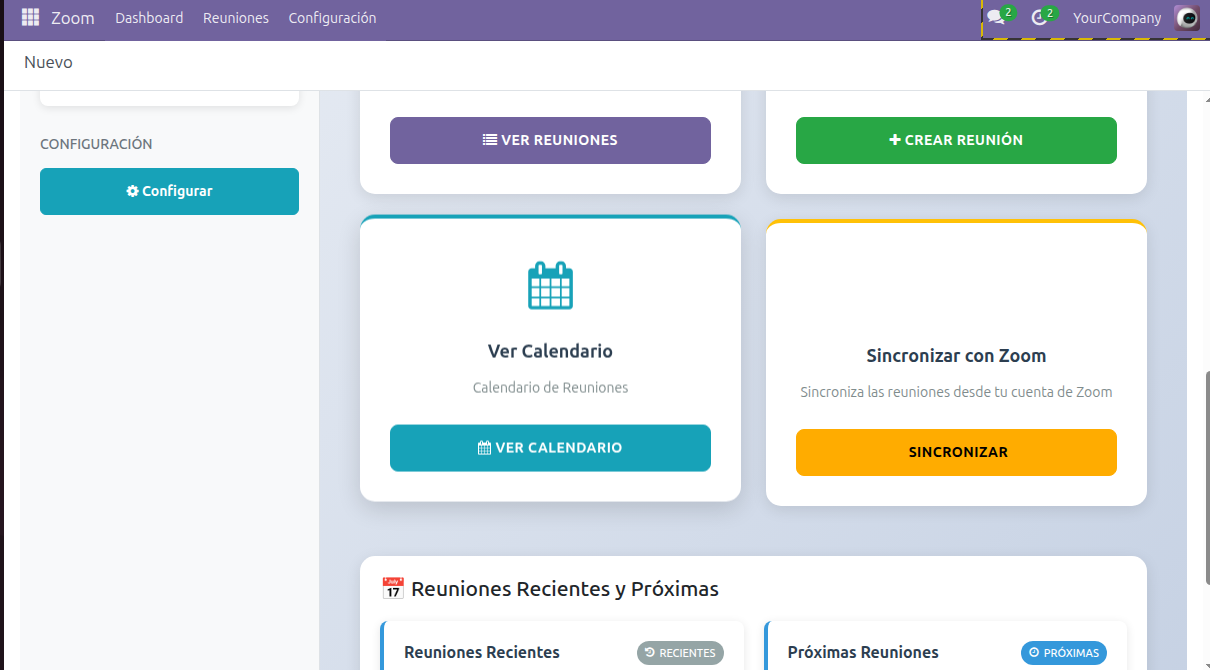 Zoom Dashboard Reuniones Configuración 2 2 YourCompany
Nuevo
CONFIGURACIÓN
Configurar
VER REUNIONES
CREAR REUNIÓN
Ver Calendario
Calendario de Reuniones
VER CALENDARIO
Sincronizar con Zoom
Sincroniza las reuniones desde tu cuenta de Zoom
SINCRONIZAR
July 17 Reuniones Recientes y Próximas
Reuniones Recientes RECIENTES
Próximas Reuniones PRÓXIMAS